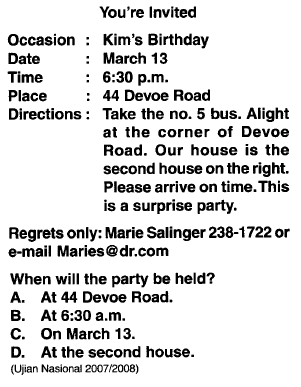 You're Invited
Occasion : Kim's Birthday
Date : March 13
Time : 6:30 p.m.
Place : 44 Devoe Road
Directions : Take the no. 5 bus. Alight
at the corner of Devoe
Road. Our house is the
second house on the right.
Please arrive on time. This
is a surprise party.
Regrets only: Marie Salinger 238-1722 or
e-mail Maries@dr.com
When will the party be held?
A. At 44 Devoe Road.
B. At 6:30 a.m.
C. On March 13.
D. At the second house.
(Ujian Nasional 2007/2008)